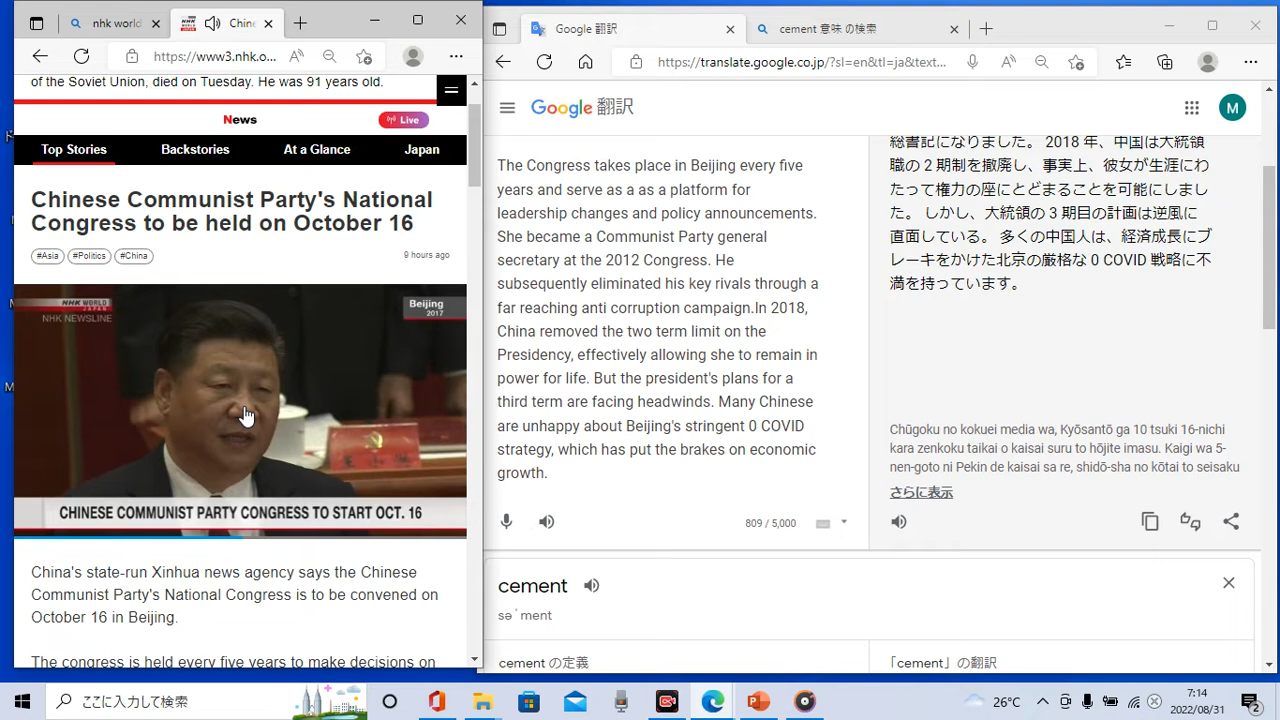 nhk world
Chine
https://www3.nhk.o...
of the Soviet Union, died on Tuesday. He was 91 years old.
News
Live
Top Stories
Backstories
At a Glance
Japan
Chinese Communist Party's National
Congress to be held on October 16
#Asia
#Politics
#China
9 hours ago
NHK WORLD
JAPAN
NHK NEWSLINE
Beijing
2017
CHINESE COMMUNIST PARTY CONGRESS TO START OCT. 16
China's state-run Xinhua news agency says the Chinese
Communist Party's National Congress is to be convened on
October 16 in Beijing.
The congress is held every five years to make decisions on
Google 翻訳
cement 意味 の検索
https://translate.google.co.jp/?sl=en&tl=ja&text...
Google 翻訳
M
The Congress takes place in Beijing every five
years and serve as a as a platform for
leadership changes and policy announcements.
She became a Communist Party general
secretary at the 2012 Congress. He
subsequently eliminated his key rivals through a
far reaching anti corruption campaign.In 2018,
China removed the two term limit on the
Presidency, effectively allowing she to remain in
power for life. But the president's plans for a
third term are facing headwinds. Many Chinese
are unhappy about Beijing's stringent 0 COVID
strategy, which has put the brakes on economic
growth.
809 / 5,000
総書記になりました。 2018 年、中国は大統領
職の 2 期制を撤廃し、事実上、彼女が生涯にわ
たって権力の座にとどまることを可能にしまし
た。 しかし、大統領の 3 期目の計画は逆風に
直面している。 多くの中国人は、経済成長にブ
レーキをかけた北京の厳格な 0 COVID 戦略に不
満を持っています。
Chūgoku no kokuei media wa, Kyōsantō ga 10 tsuki 16-nichi
kara zenkoku taikai o kaisai suru to hōjite imasu. Kaigi wa 5-
nen-goto ni Pekin de kaisai sa re, shidō-sha no kōtai to seisaku
さらに表示
cement
səˈment
cement の定義
「cement」の翻訳
ここに入力して検索
26°C
7:14
2022/08/31
2